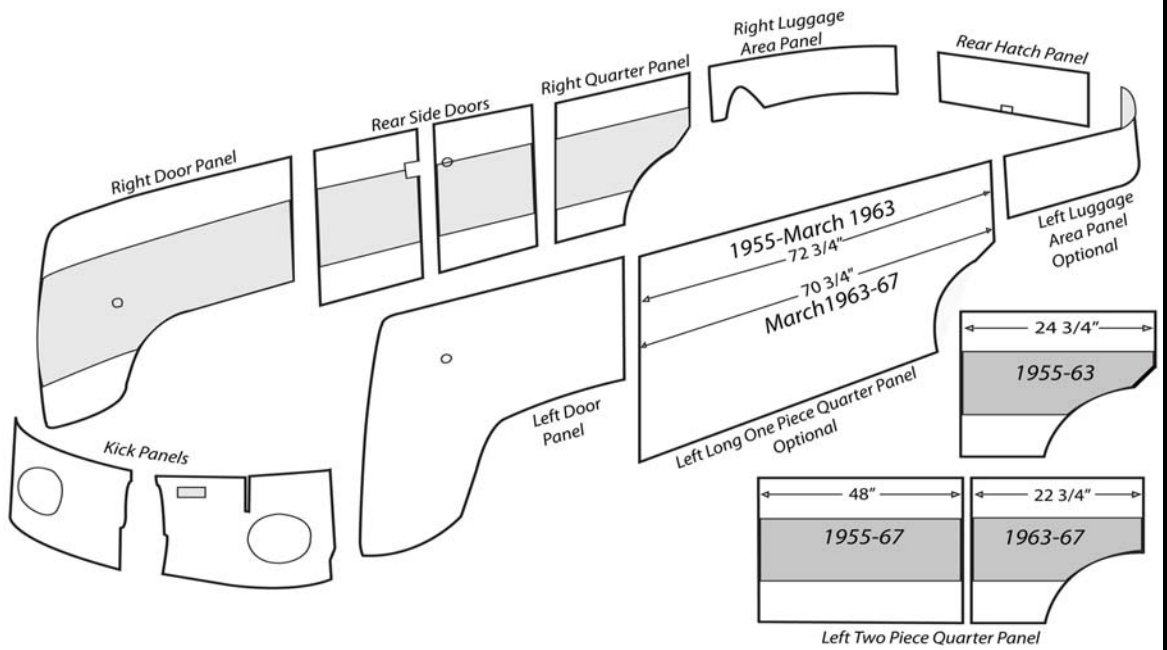 Right Luggage
Area Panel
Rear Hatch Panel
Right Quarter Panel
Rear Side Doors
Right Door Panel
1955-March 1963
72 3/4"
70 3/4"
March1963-67
Left Luggage
Area Panel
Optional
24 3/4"
1955-63
Left Door
Panel
Left Long One Piece Quarter Panel
Optional
Kick Panels
48"
22 3/4"
1955-67
1963-67
Left Two Piece Quarter Panel